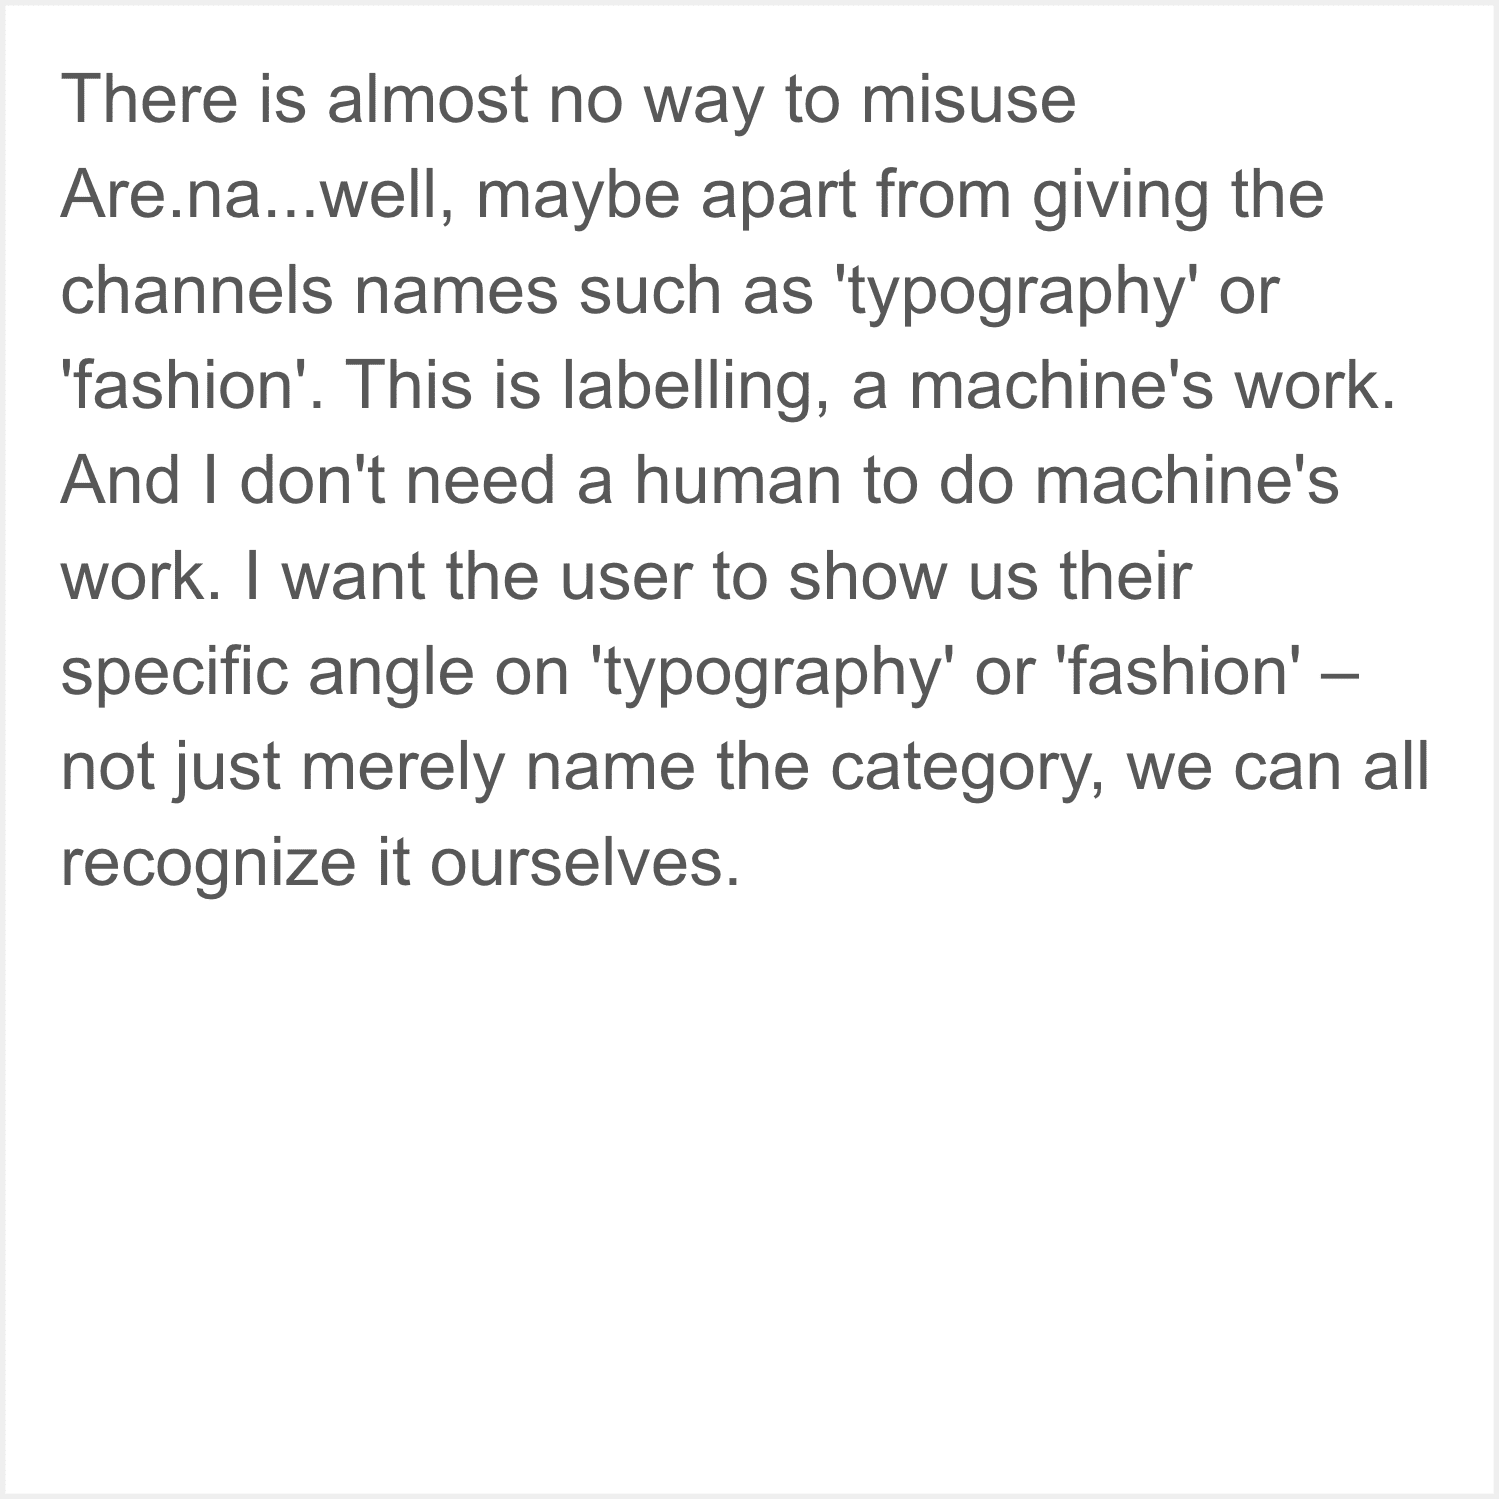 There is almost no way to misuse
Are.na...well, maybe apart from giving the
channels names such as 'typography' or
'fashion'. This is labelling, a machine's work.
And I don't need a human to do machine's
work. I want the user to show us their
specific angle on 'typography' or 'fashion' –
not just merely name the category, we can all
recognize it ourselves.